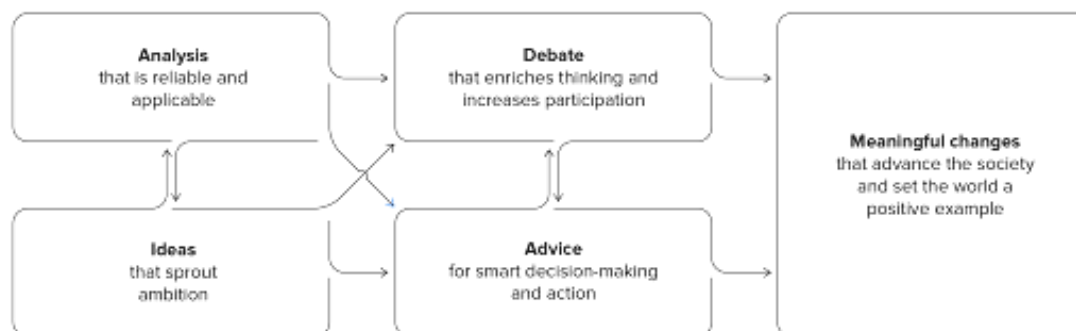 Analysis
that is reliable and
applicable
Debate
that enriches thinking and
increases participation
Meaningful changes
that advance the society
and set the world a
positive example
Ideas
that sprout
ambition
Advice
for smart decision-making
and action